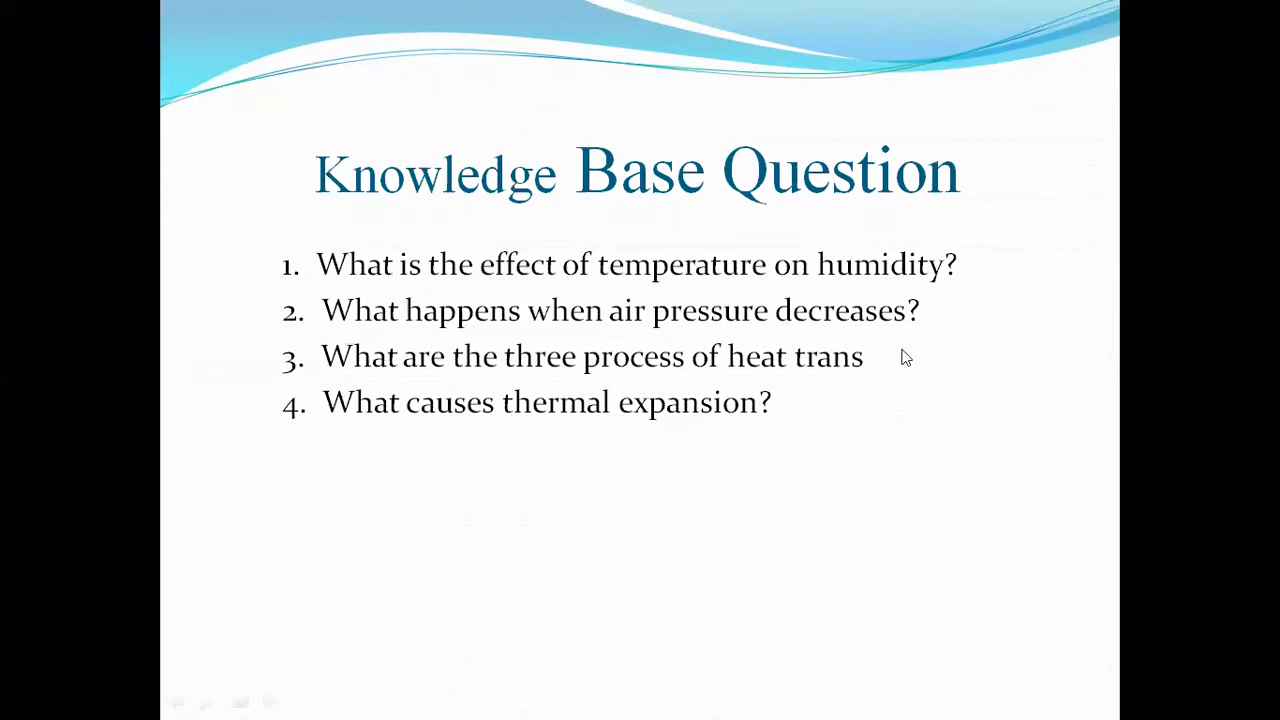 Knowledge Base Question
1. What is the effect of temperature on humidity?
2. What happens when air pressure decreases?
3. What are the three process of heat trans
4. What causes thermal expansion?